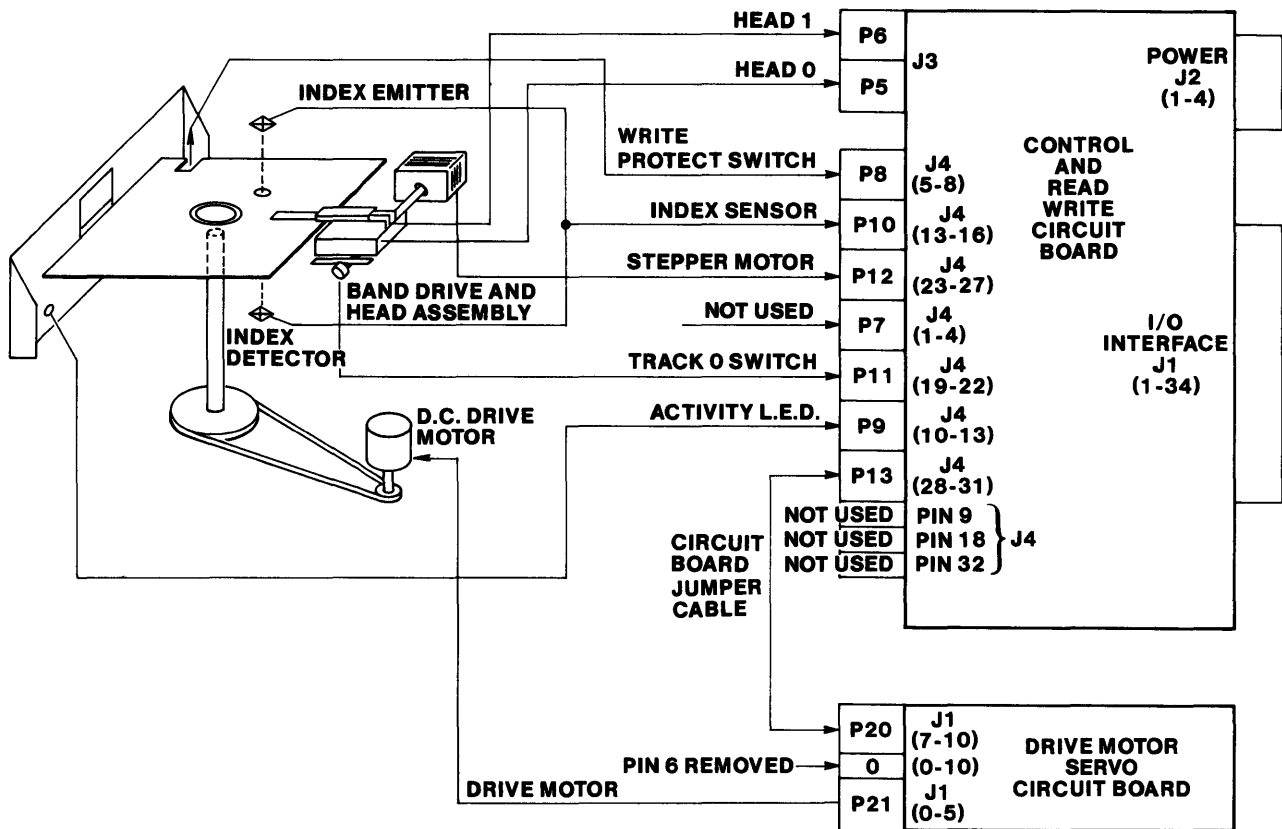 HEAD 1
P6
J3
POWER
J2
(1-4)
HEAD 0
P5
INDEX EMITTER
WRITE
PROTECT SWITCH
P8
J4
(5-8)
CONTROL
AND
READ
WRITE
CIRCUIT
BOARD
INDEX SENSOR
P10
J4
(13-16)
STEPPER MOTOR
P12
J4
(23-27)
BAND DRIVE AND
HEAD ASSEMBLY
NOT USED
P7
J4
(1-4)
I/O
INTERFACE
J1
(1-34)
INDEX
DETECTOR
TRACK 0 SWITCH
P11
J4
(19-22)
D.C. DRIVE
MOTOR
ACTIVITY L.E.D.
P9
J4
(10-13)
P13
J4
(28-31)
NOT USED PIN 9
NOT USED PIN 18
NOT USED PIN 32
J4
CIRCUIT
BOARD
JUMPER
CABLE
P20
J1
(7-10)
DRIVE MOTOR
SERVO
CIRCUIT BOARD
PIN 6 REMOVED
0
(0-10)
DRIVE MOTOR
P21
J1
(0-5)